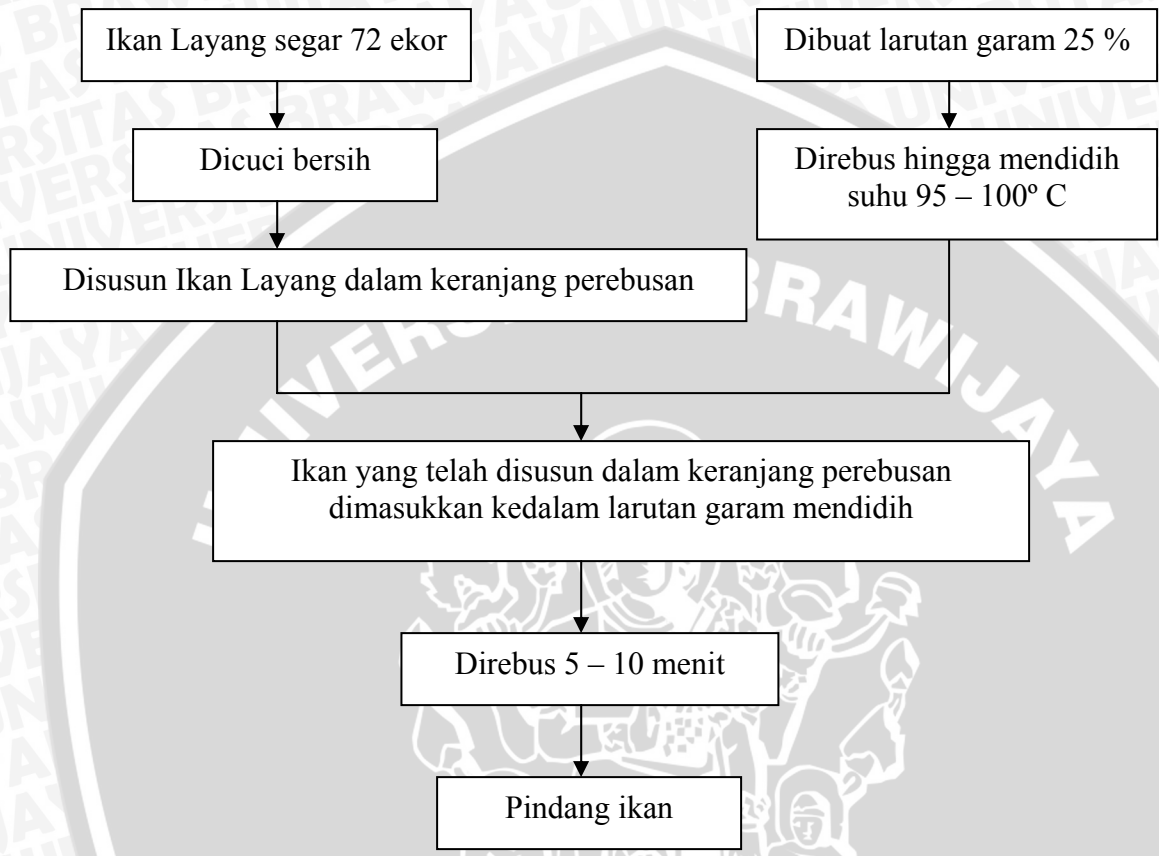 Ikan Layang segar 72 ekor
Dibuat larutan garam 25 %
Dicuci bersih
Direbus hingga mendidih
suhu 95 – 100º C
Disusun Ikan Layang dalam keranjang perebusan
UNIVERSITAS BRAWIJAYA
Ikan yang telah disusun dalam keranjang perebusan
dimasukkan kedalam larutan garam mendidih
Direbus 5 – 10 menit
Pindang ikan